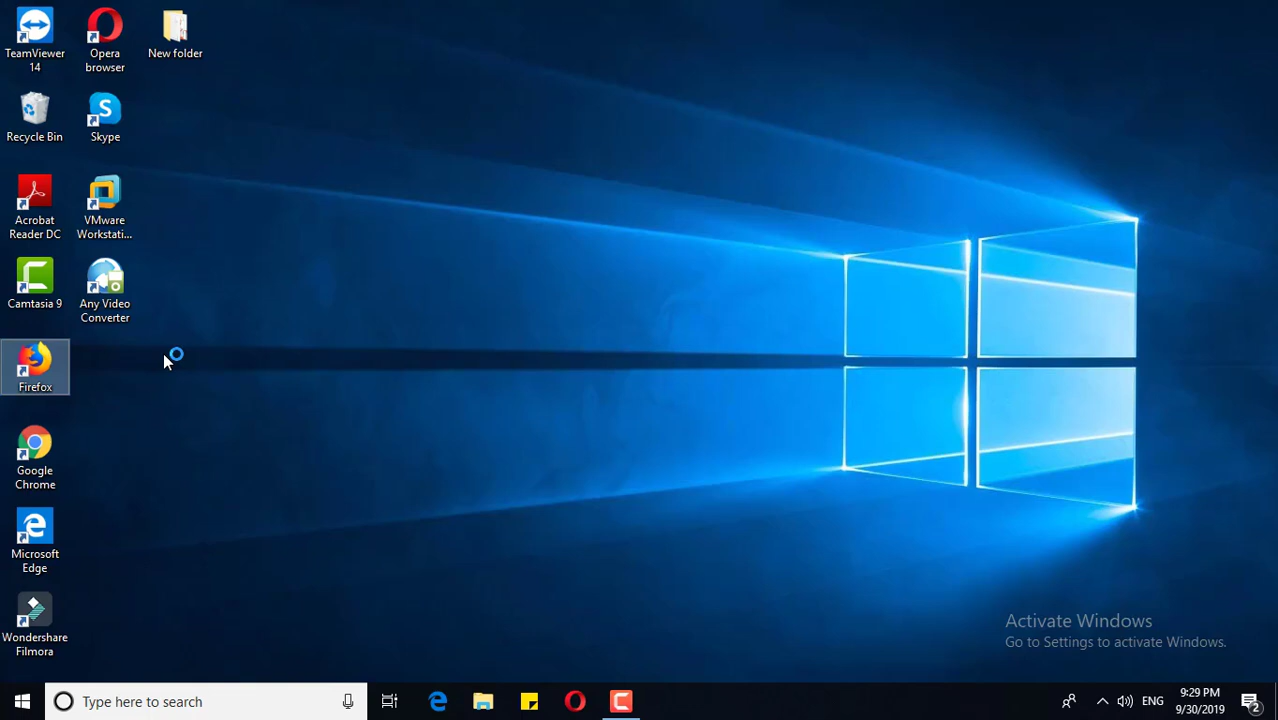 TeamViewer
14
Opera
browser
New folder
Recycle Bin
Skype
Acrobat
Reader DC
VMware
Workstati...
Camtasia 9
Any Video
Converter
Firefox
Google
Chrome
Microsoft
Edge
Wondershare
Filmora
Activate Windows
Go to Settings to activate Windows.
Type here to search
ENG
9:29 PM
9/30/2019
2